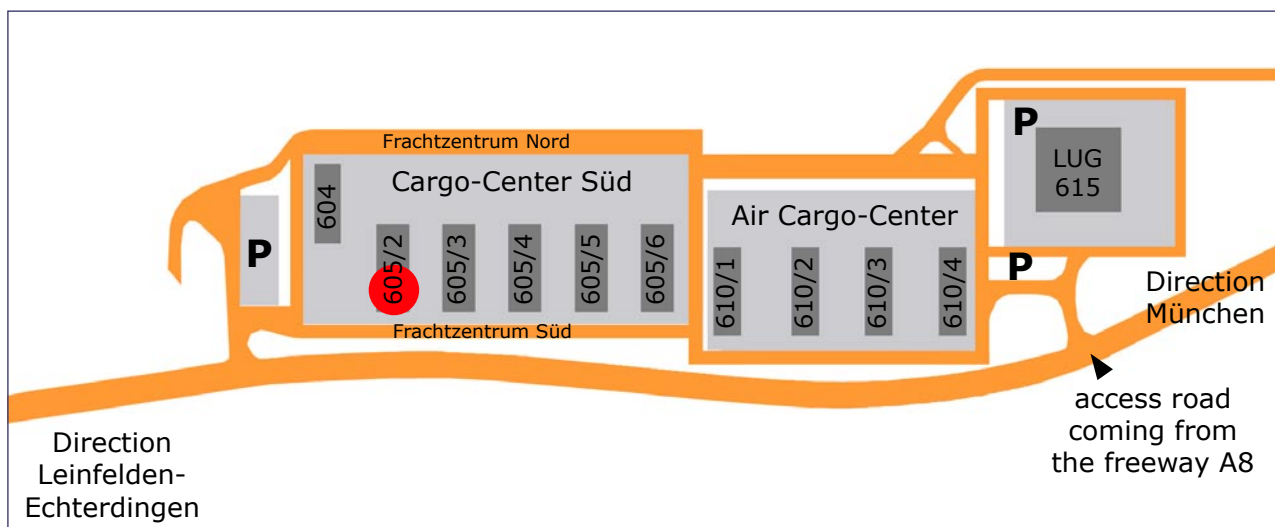 Frachtzentrum Nord
Cargo-Center Süd
604
605/2
605/3
605/4
605/5
605/6
P
Frachtzentrum Süd
Air Cargo-Center
610/1
610/2
610/3
610/4
P
LUG
615
P
Direction
München
access road
coming from
the freeway A8
Direction
Leinfelden-
Echterdingen